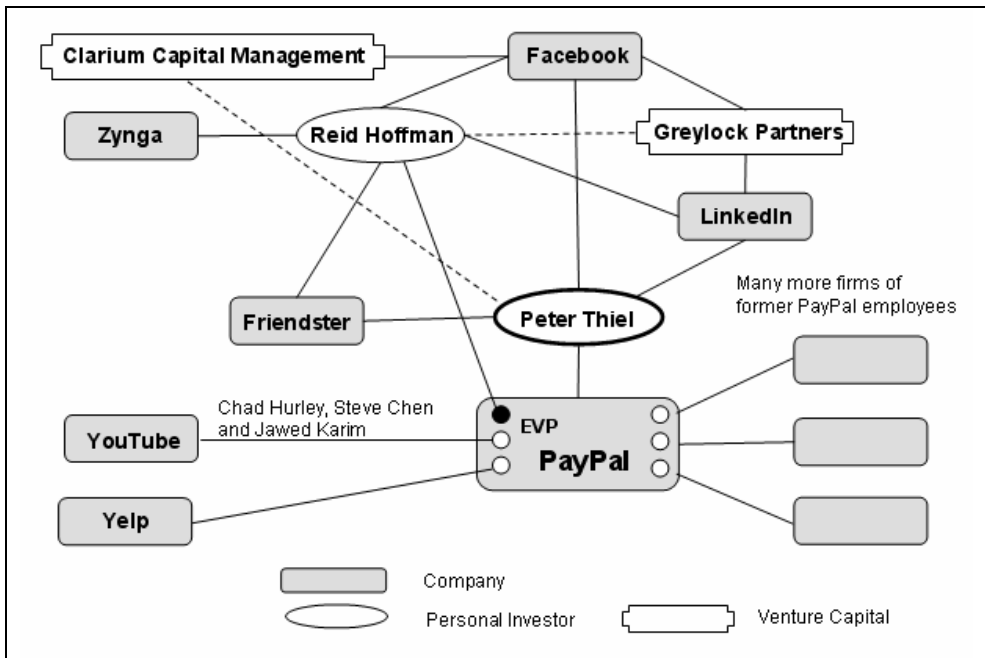 Clarium Capital Management
Facebook
Zynga
Reid Hoffman
Greylock Partners
LinkedIn
Many more firms of
former PayPal employees
Friendster
Peter Thiel
Chad Hurley, Steve Chen
and Jawed Karim
YouTube
EVP
PayPal
Yelp
Company
Personal Investor
Venture Capital